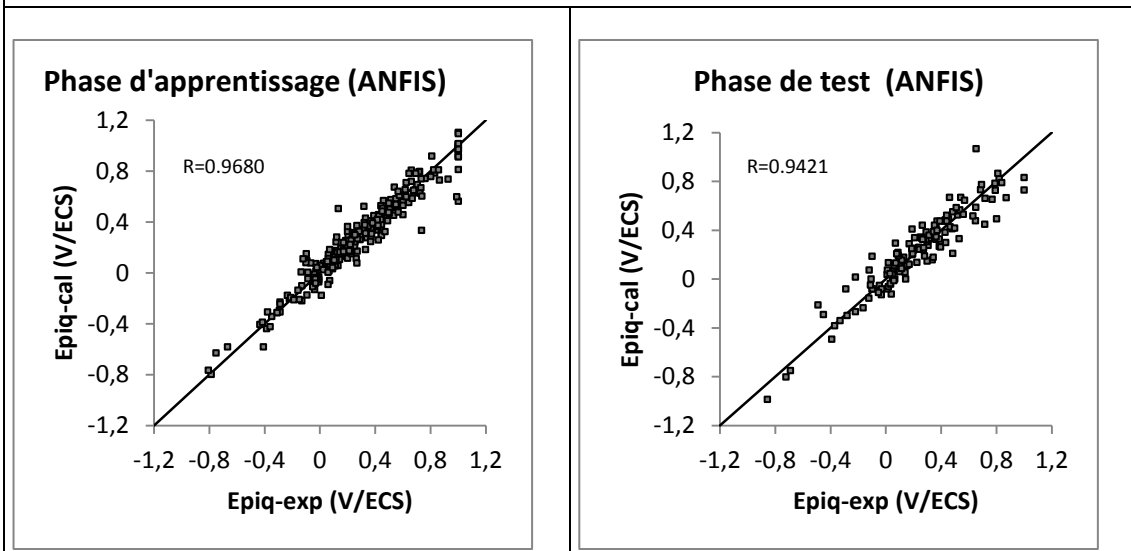 Phase d'apprentissage (ANFIS)
R=0.9680
Epiq-cal (V/ECS)
1,2
0,8
0,4
0
-0,4
-0,8
-1,2
-1,2 -0,8 -0,4 0 0,4 0,8 1,2
Epiq-exp (V/ECS)
Phase de test (ANFIS)
R=0.9421
Epiq-cal (V/ECS)
1,2
0,8
0,4
0
-0,4
-0,8
-1,2
-1,2 -0,8 -0,4 0 0,4 0,8 1,2
Epiq-exp (V/ECS)